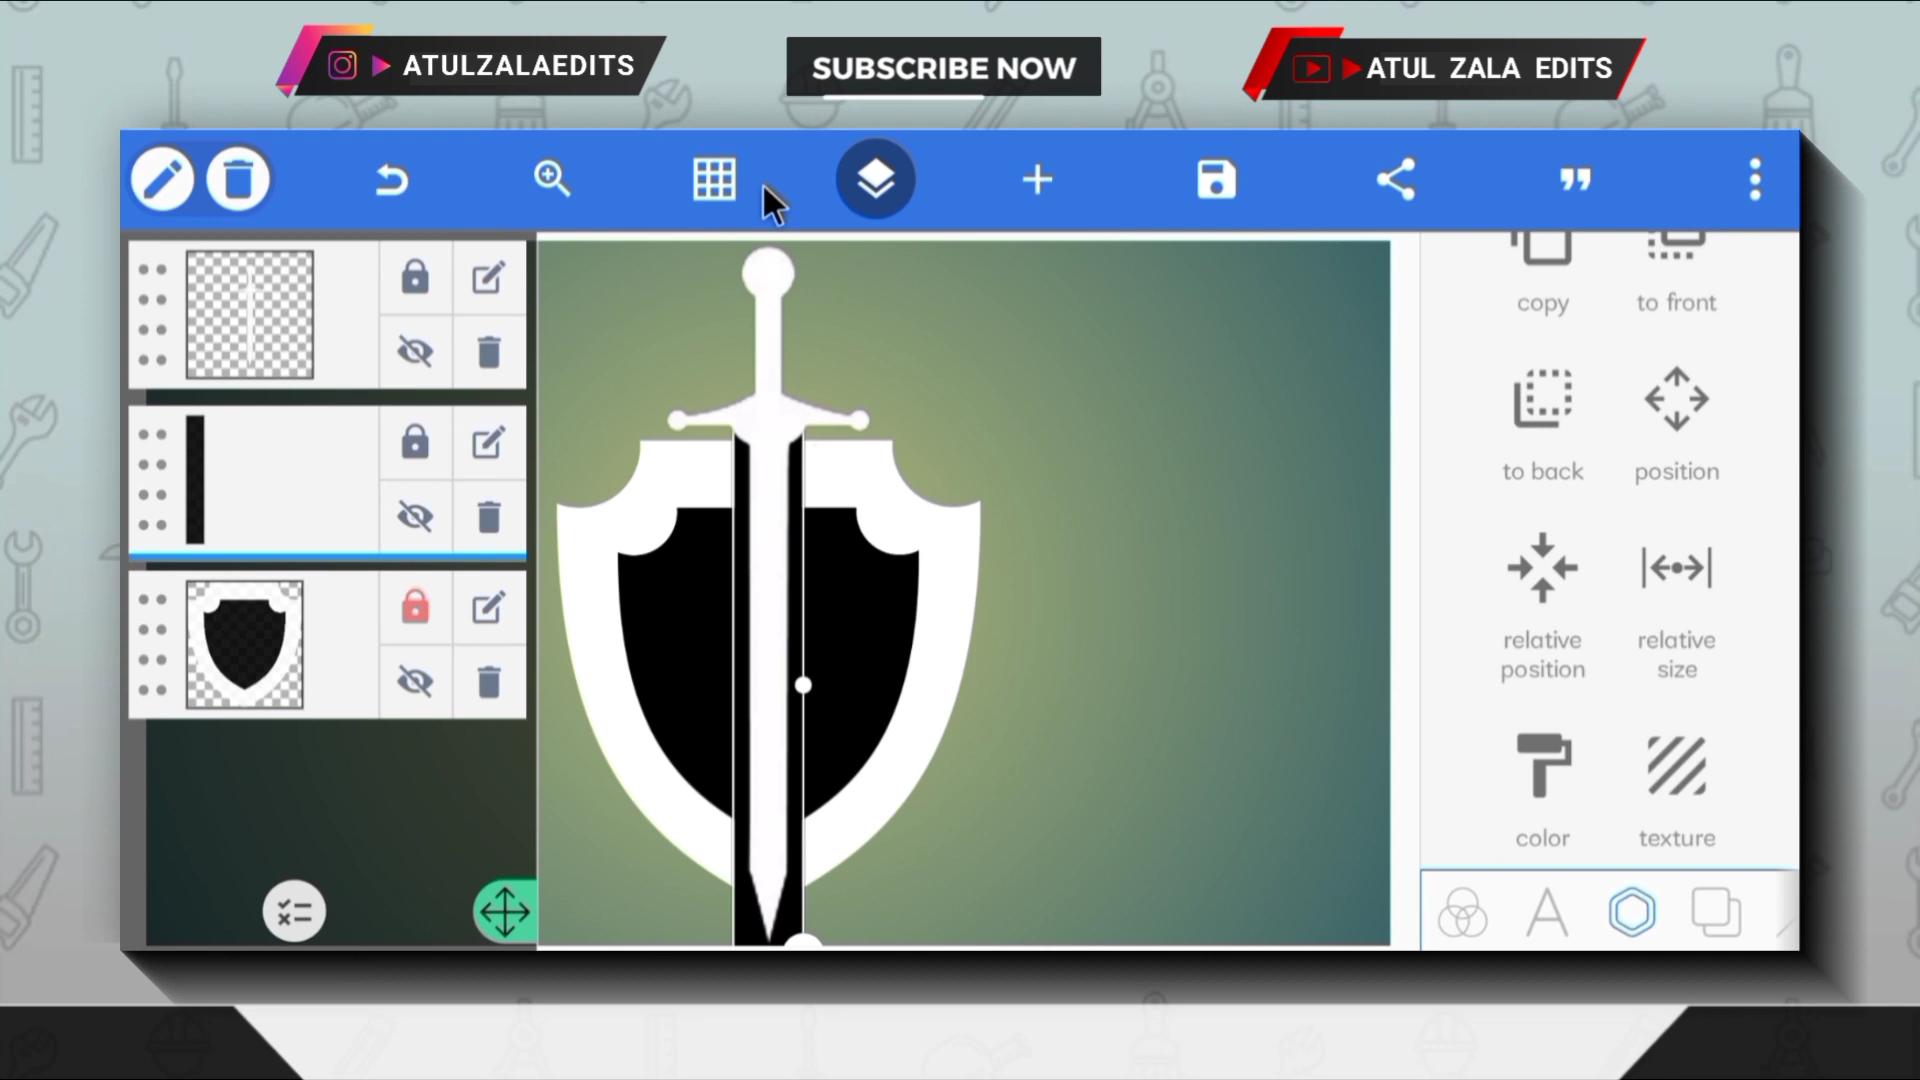 ATULZALAEDITS
SUBSCRIBE NOW
ATUL ZALA EDITS
copy
to front
to back
position
relative
position
relative
size
color
texture